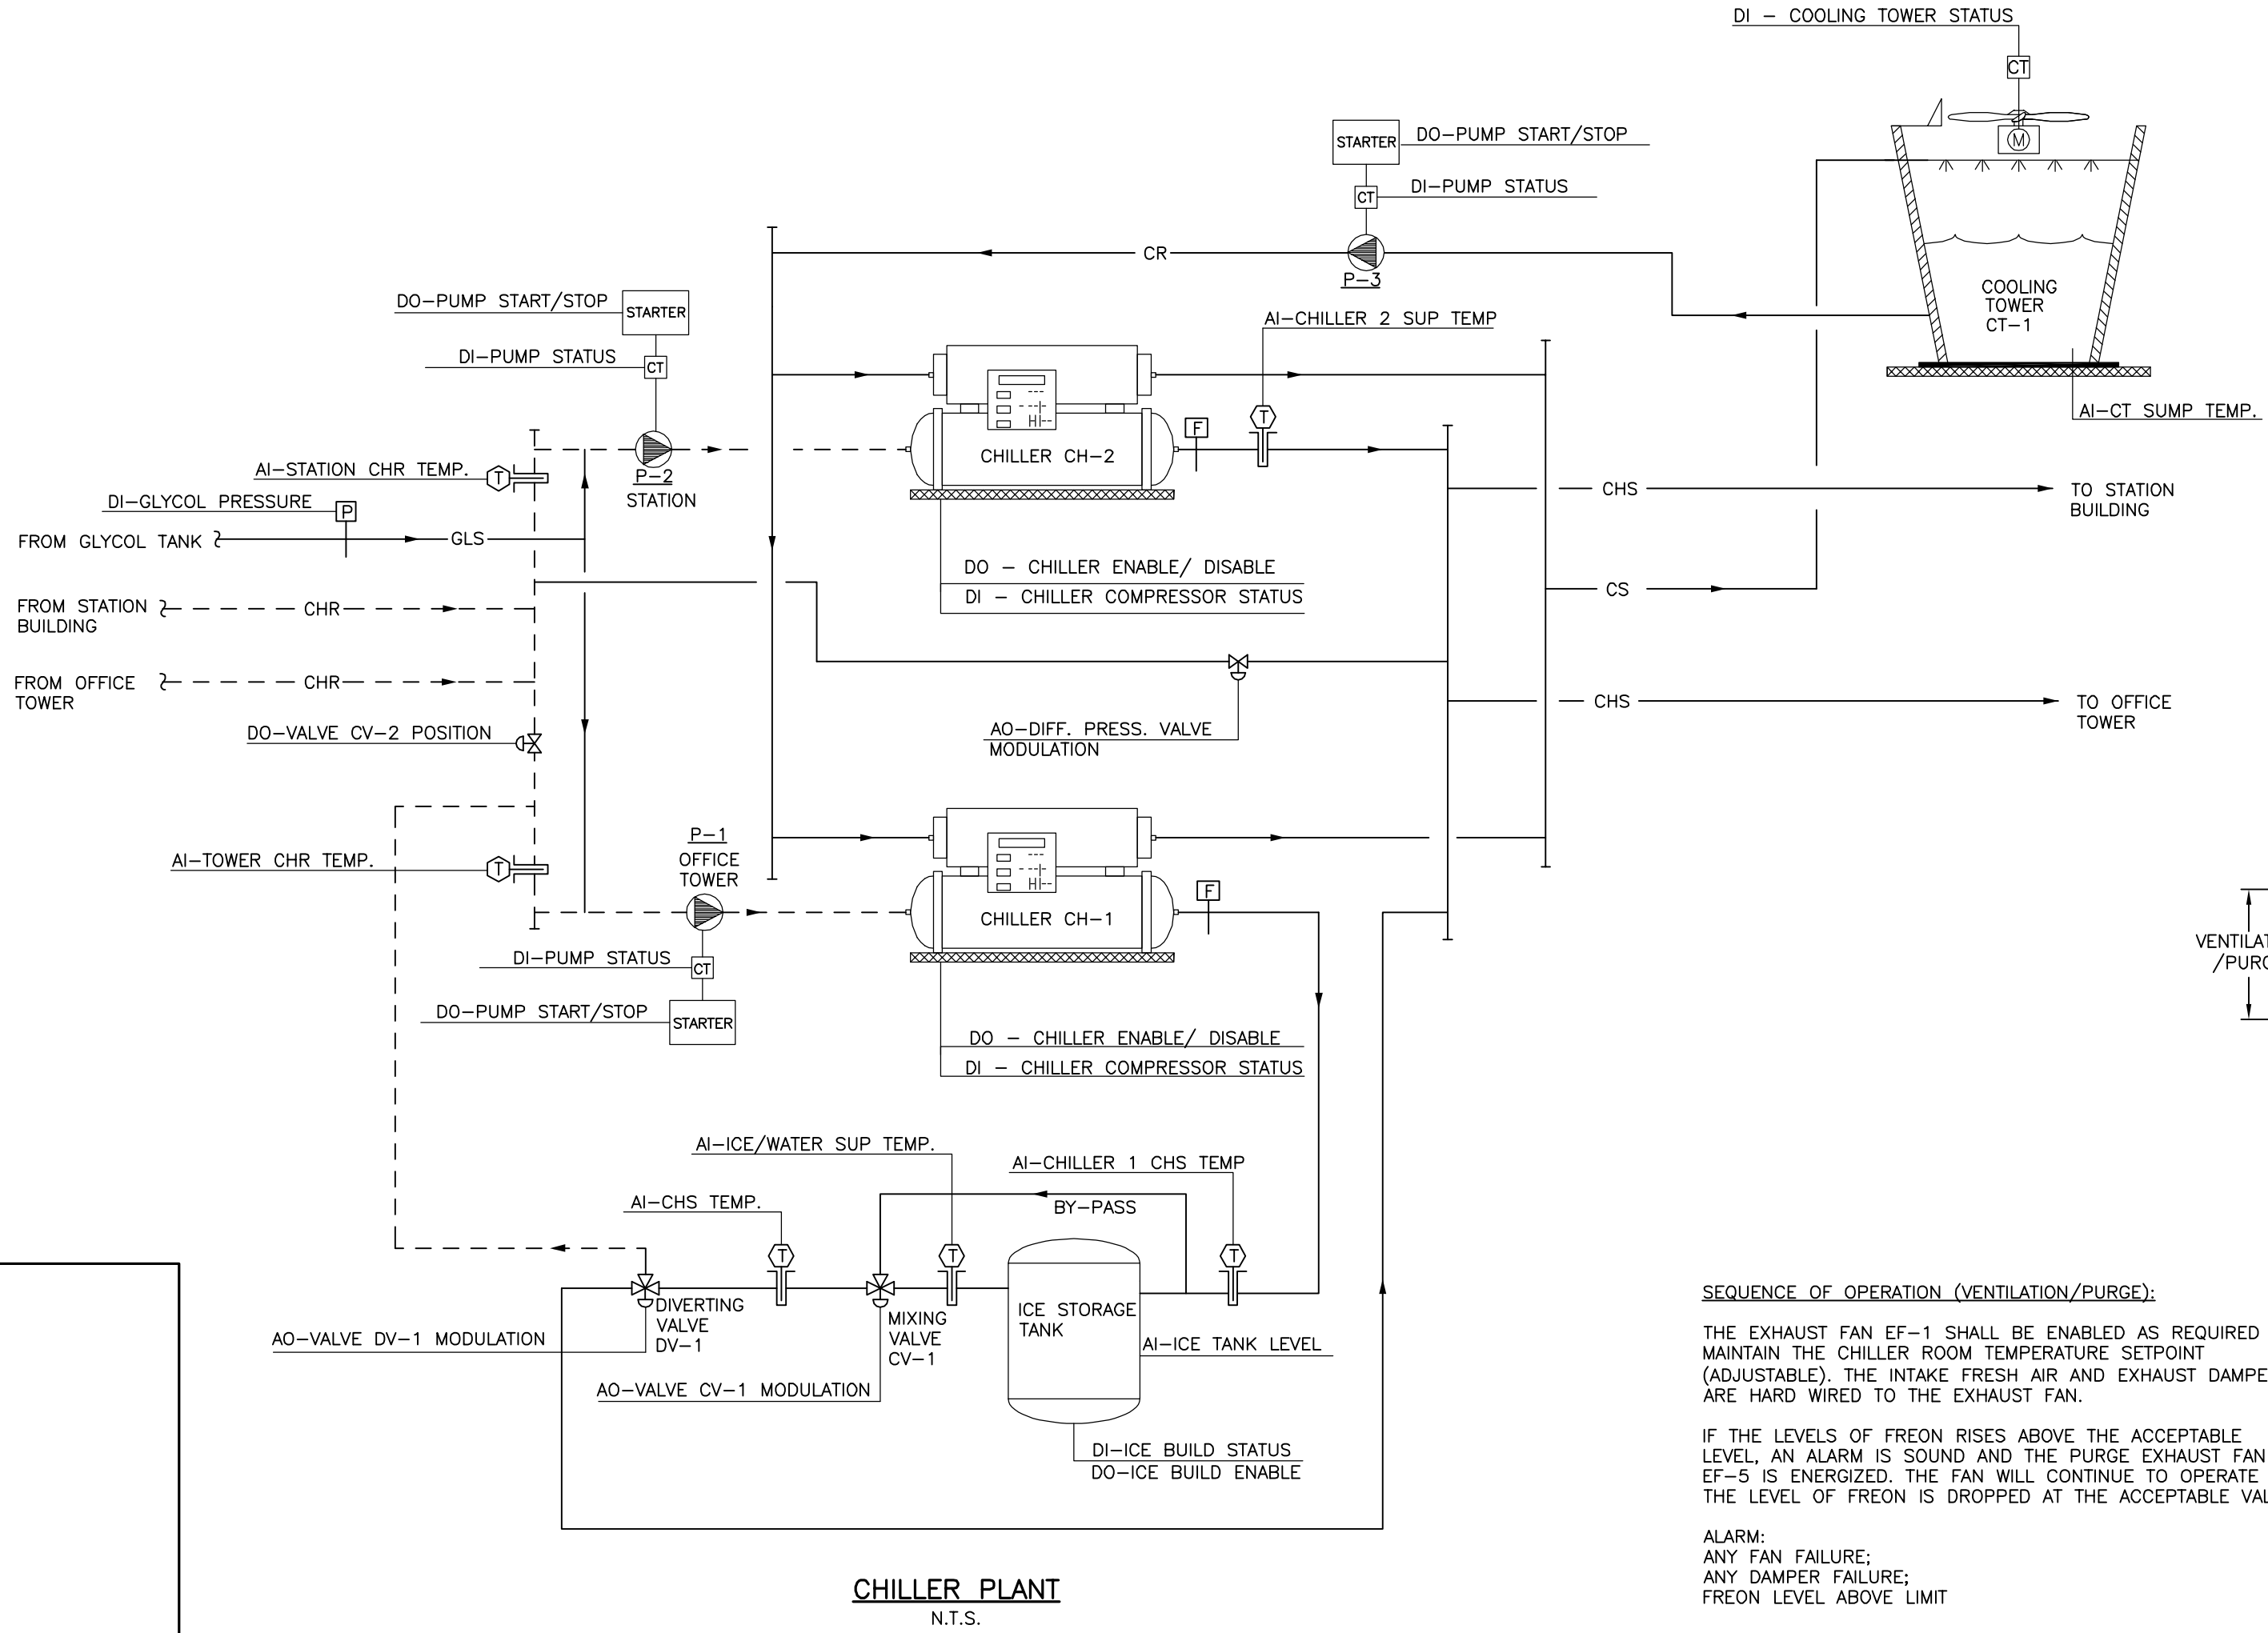 DI - COOLING TOWER STATUS
CT
M
STARTER
DO-PUMP START/STOP
CT
DI-PUMP STATUS
CR
P-3
COOLING
TOWER
CT-1
AI-CT SUMP TEMP.
DO-PUMP START/STOP
STARTER
DI-PUMP STATUS
CT
P-2
STATION
AI-CHILLER 2 SUP TEMP
T
F
CHILLER CH-2
HI--
AI-STATION CHR TEMP.
T
DI-GLYCOL PRESSURE
P
FROM GLYCOL TANK
GLS
CHS
TO STATION
BUILDING
DO - CHILLER ENABLE/ DISABLE
DI - CHILLER COMPRESSOR STATUS
CS
FROM STATION
BUILDING
CHR
FROM OFFICE
TOWER
CHR
CHS
TO OFFICE
TOWER
DO-VALVE CV-2 POSITION
AO-DIFF. PRESS. VALVE
MODULATION
P-1
OFFICE
TOWER
AI-TOWER CHR TEMP.
T
HI--
F
CHILLER CH-1
DI-PUMP STATUS
CT
DO-PUMP START/STOP
STARTER
DO - CHILLER ENABLE/ DISABLE
DI - CHILLER COMPRESSOR STATUS
AI-ICE/WATER SUP TEMP.
AI-CHILLER 1 CHS TEMP
AI-CHS TEMP.
BY-PASS
T
T
T
DIVERTING
VALVE
DV-1
MIXING
VALVE
CV-1
ICE STORAGE
TANK
AO-VALVE DV-1 MODULATION
AI-ICE TANK LEVEL
AO-VALVE CV-1 MODULATION
DI-ICE BUILD STATUS
DO-ICE BUILD ENABLE
CHILLER PLANT
N.T.S.
SEQUENCE OF OPERATION (VENTILATION/PURGE):
THE EXHAUST FAN EF-1 SHALL BE ENABLED AS REQUIRED
MAINTAIN THE CHILLER ROOM TEMPERATURE SETPOINT
(ADJUSTABLE). THE INTAKE FRESH AIR AND EXHAUST DAMPE
ARE HARD WIRED TO THE EXHAUST FAN.
IF THE LEVELS OF FREON RISES ABOVE THE ACCEPTABLE
LEVEL, AN ALARM IS SOUND AND THE PURGE EXHAUST FAN
EF-5 IS ENERGIZED. THE FAN WILL CONTINUE TO OPERATE
THE LEVEL OF FREON IS DROPPED AT THE ACCEPTABLE
ALARM:
ANY FAN FAILURE;
ANY DAMPER FAILURE;
FREON LEVEL ABOVE LIMIT